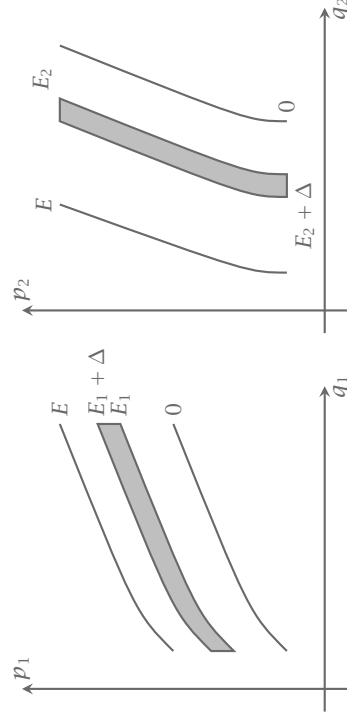 p₁
E
E₁ + Δ
E₁
0
q₁
p₂
E
E₂
0
E₂ + Δ
q₂